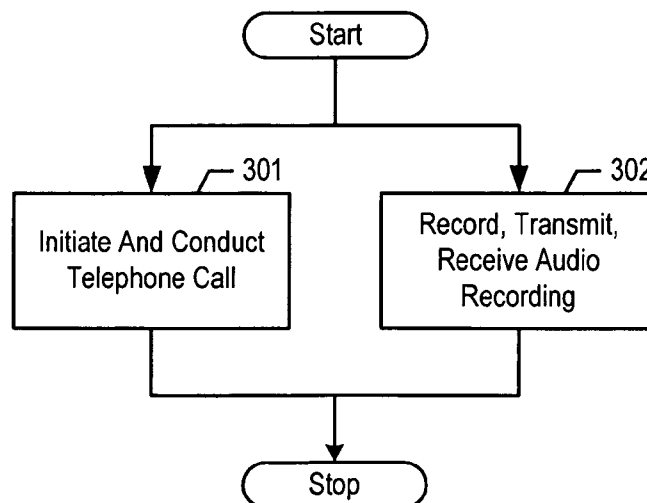 Start
301
302
Initiate And Conduct
Telephone Call
Record, Transmit,
Receive Audio
Recording
Stop